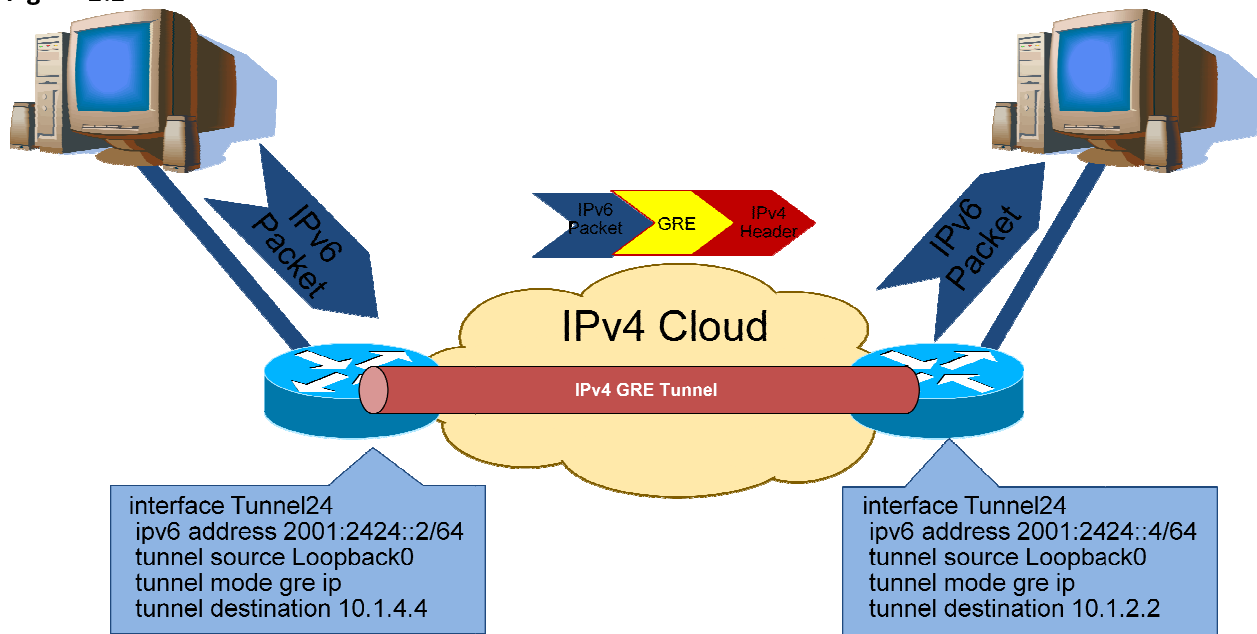 IPv6
Packet
IPv6
Packet
GRE
IPv4
Header
IPv6
Packet
IPv4 Cloud
IPv4 GRE Tunnel
interface Tunnel24
ipv6 address 2001:2424::2/64
tunnel source Loopback0
tunnel mode gre ip
tunnel destination 10.1.4.4
interface Tunnel24
ipv6 address 2001:2424::4/64
tunnel source Loopback0
tunnel mode gre ip
tunnel destination 10.1.2.2